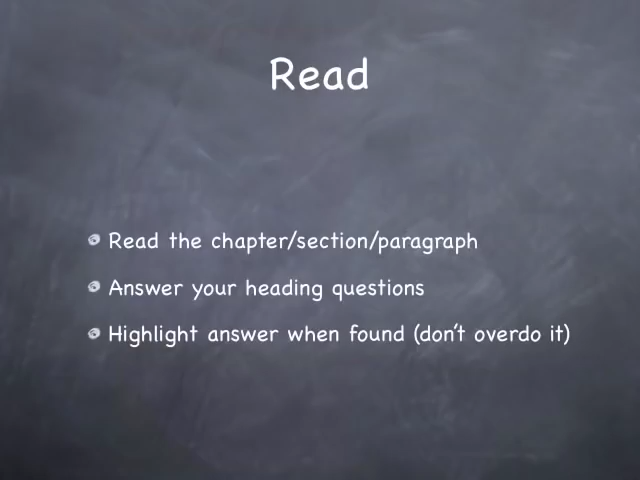 Read
Read the chapter/section/paragraph
Answer your heading questions
Highlight answer when found (don't overdo it)